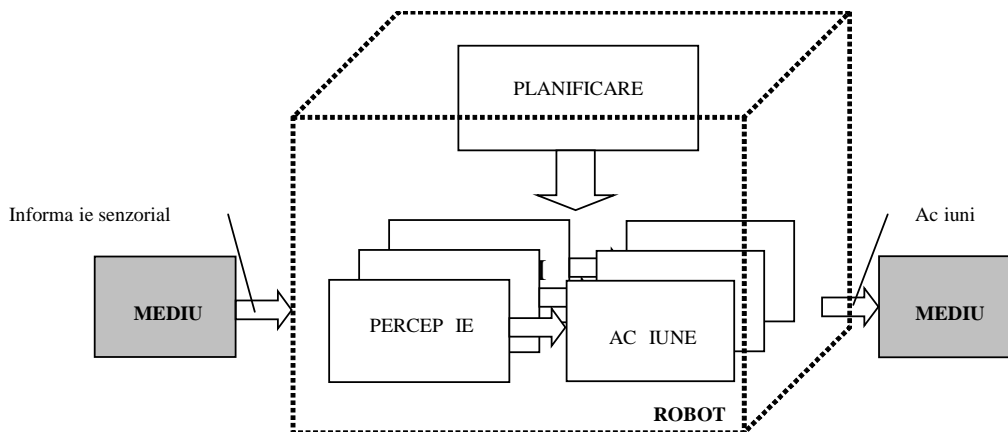 PLANIFICARE
Informa ie senzorial
Ac iuni
MEDIU
PERCEP IE
AC IUNE
MEDIU
ROBOT